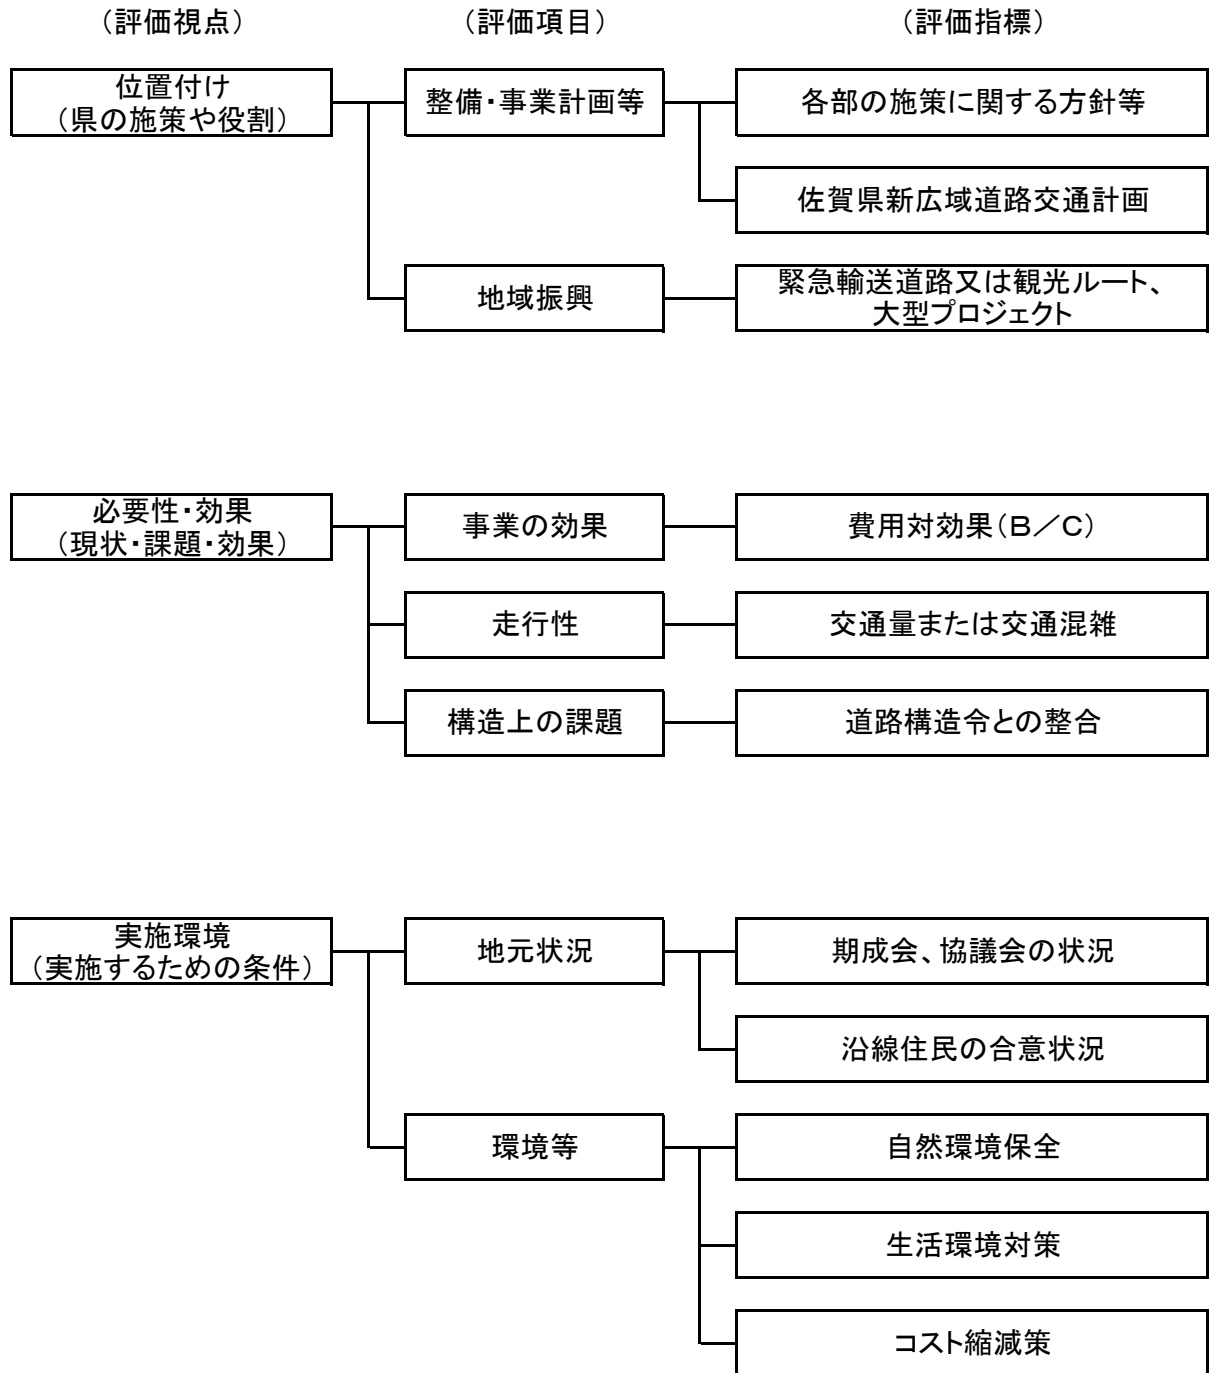 （評価視点）
（評価項目）
（評価指標）
位置付け
（県の施策や役割）
整備・事業計画等
各部の施策に関する方針等
佐賀県新広域道路交通計画
地域振興
緊急輸送道路又は観光ルート、
大型プロジェクト
必要性・効果
（現状・課題・効果）
事業の効果
費用対効果（Ｂ／Ｃ）
走行性
交通量または交通混雑
構造上の課題
道路構造令との整合
実施環境
（実施するための条件）
地元状況
期成会、協議会の状況
沿線住民の合意状況
環境等
自然環境保全
生活環境対策
コスト縮減策